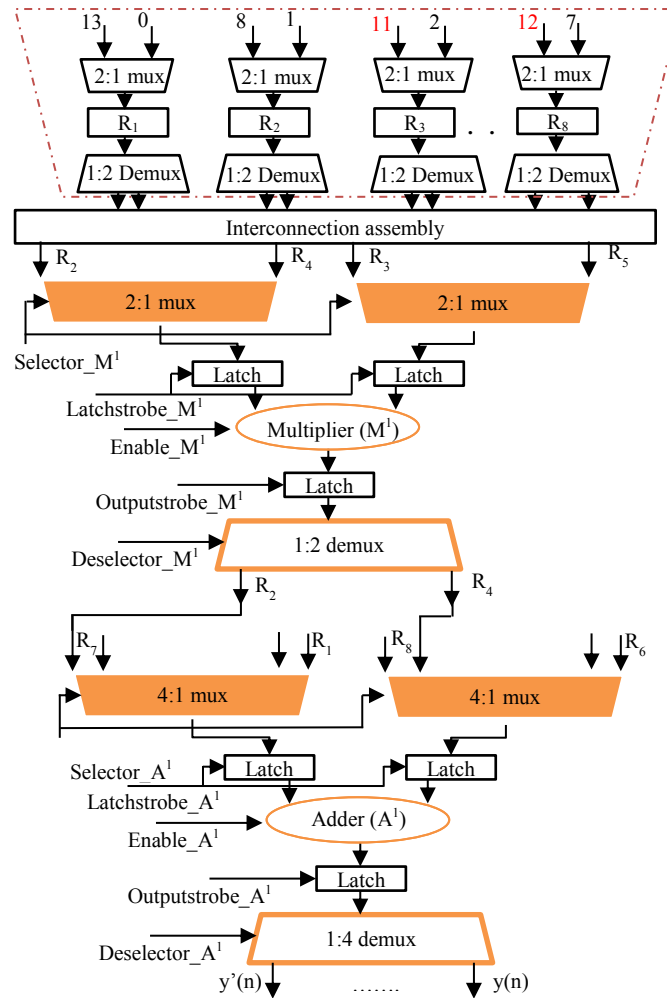 13 0 8 1 11 2 12 7
2:1 mux 2:1 mux 2:1 mux 2:1 mux
R1 R2 R3 . . R8
1:2 Demux 1:2 Demux 1:2 Demux 1:2 Demux
Interconnection assembly
R2 R4 R3 R5
2:1 mux 2:1 mux
Selector_M¹
Latch Latch
Latchstrobe_M¹
Multiplier (M¹)
Enable_M¹
Latch
Outputstrobe_M¹
1:2 demux
Deselector_M¹
R2 R4
R7 R1 R8 R6
4:1 mux 4:1 mux
Selector_A¹
Latch Latch
Latchstrobe_A¹
Adder (A¹)
Enable_A¹
Latch
Outputstrobe_A¹
1:4 demux
Deselector_A¹
y'(n) ....... y(n)